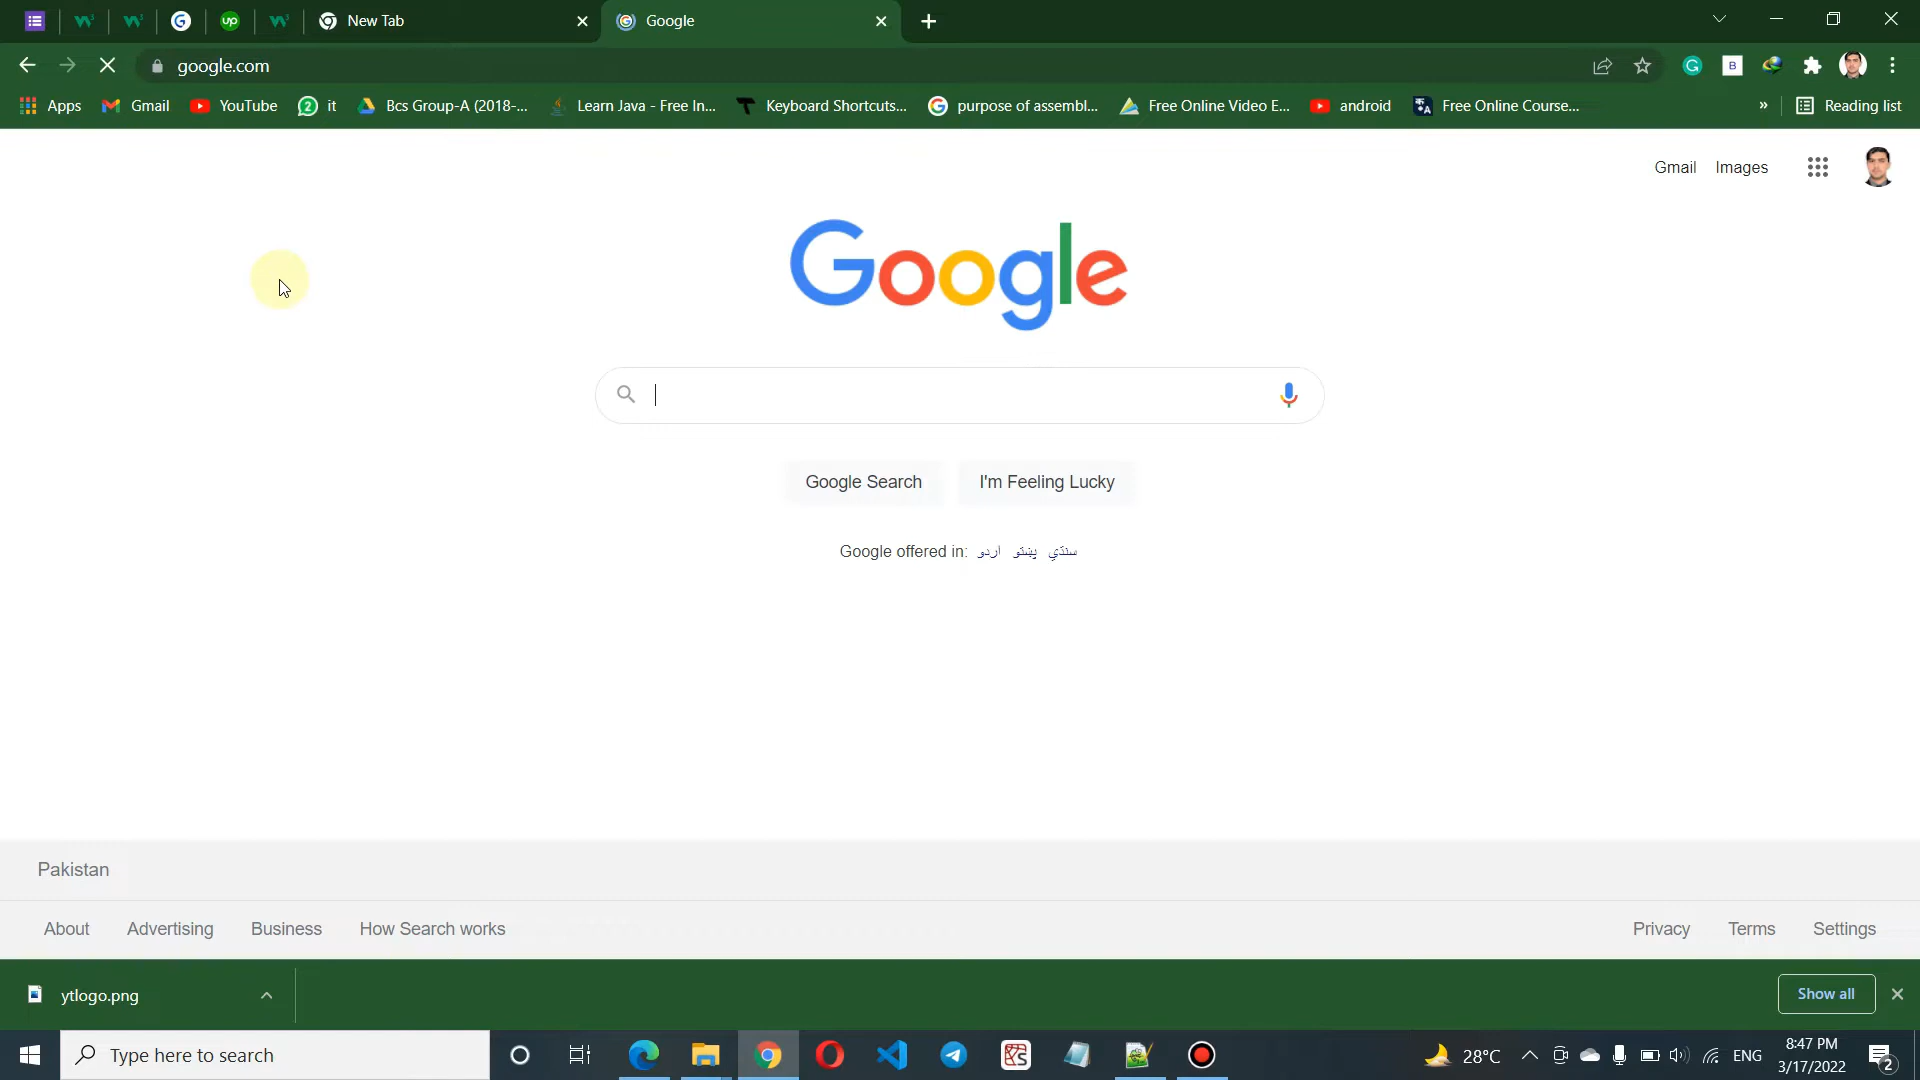 New Tab
Google
google.com
Apps
Gmail
YouTube
2 it
Bcs Group-A (2018-...
Learn Java - Free In...
Keyboard Shortcuts...
purpose of assembl...
Free Online Video E...
android
Free Online Course...
»
Reading list
Gmail Images
Google
Google Search
I'm Feeling Lucky
Google offered in: اردو پښتو سنڌي
Pakistan
About Advertising Business How Search works
Privacy Terms Settings
ytlogo.png
Show all
Type here to search
28°C
ENG
8:47 PM
3/17/2022
2